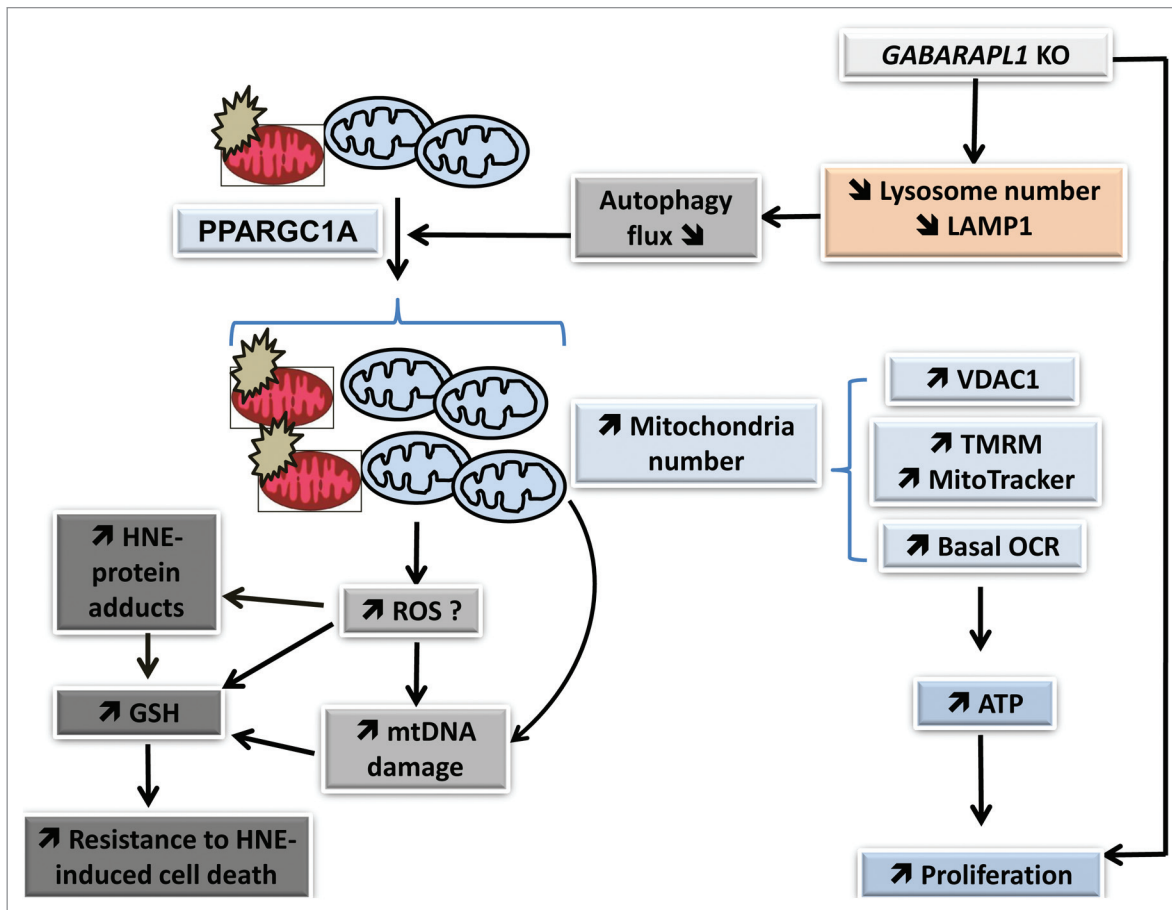 GABARAPL1 KO
↘ Lysosome number
↘ LAMP1
Autophagy
flux ↘
PPARGC1A
↗ Mitochondria
number
↗ VDAC1
↗ TMRM
↗ MitoTracker
↗ Basal OCR
↗ HNE-
protein
adducts
↗ ROS ?
↗ GSH
↗ mtDNA
damage
↗ ATP
↗ Resistance to HNE-
induced cell death
↗ Proliferation